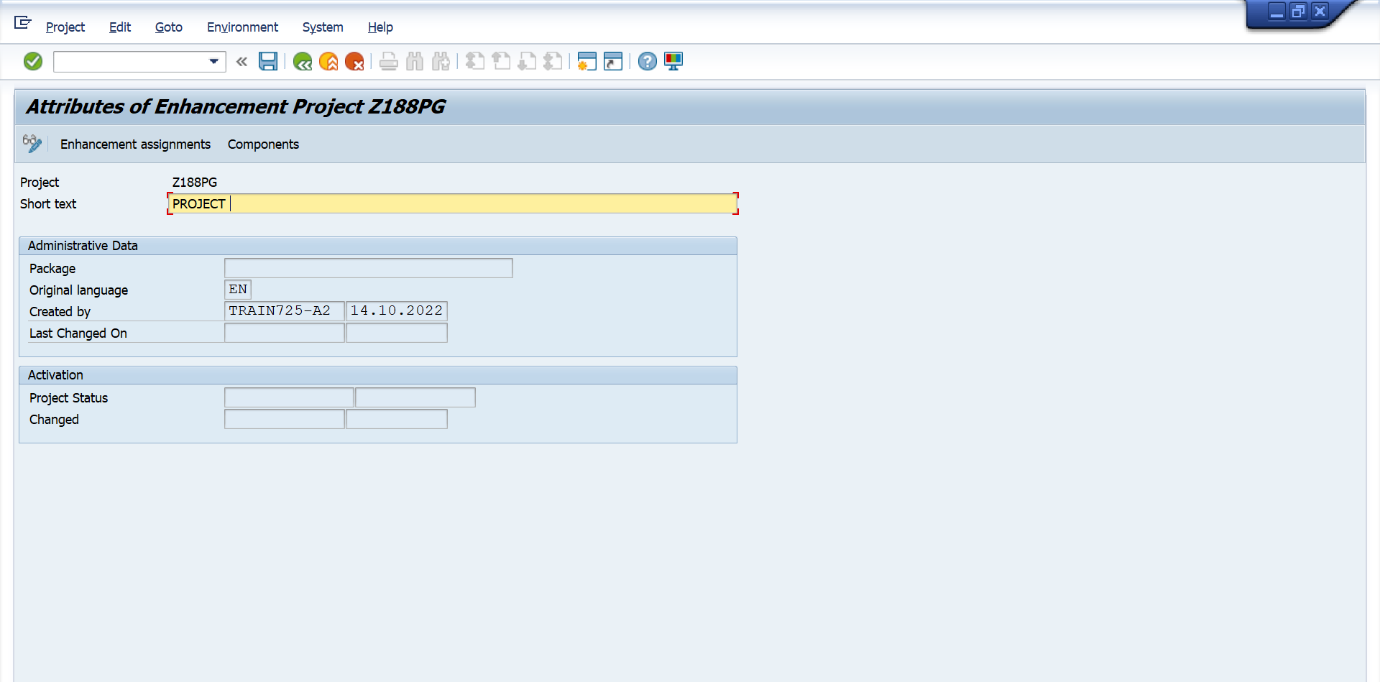 Project Edit Goto Environment System Help
Attributes of Enhancement Project Z188PG
Enhancement assignments Components
Project Z188PG
Short text PROJECT
Administrative Data
Package
Original language EN
Created by TRAIN725-A2 14.10.2022
Last Changed On
Activation
Project Status
Changed